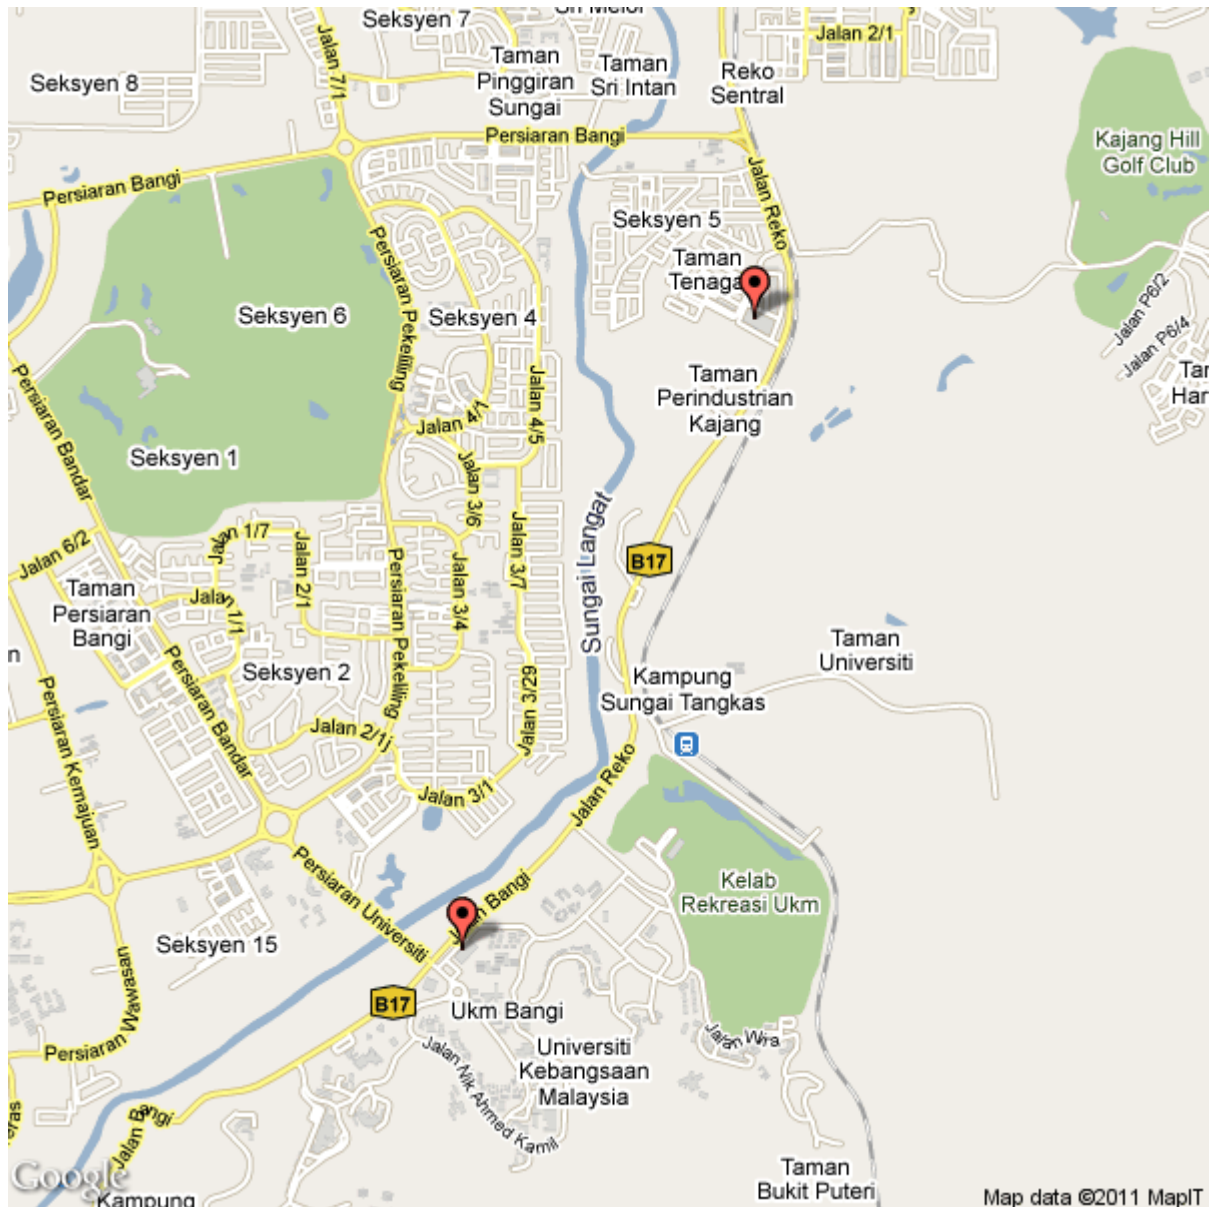 Sri Melor
Seksyen 7
Jalan 2/1
Jalan 7/1
Taman
Pinggiran
Sungai
Taman
Sri Intan
Reko
Sentral
Seksyen 8
Persiaran Bangi
Kajang Hill
Golf Club
Persiaran Bangi
Jalan Reko
Seksyen 5
Persiaran Pekeliling
Taman
Tenaga
Seksyen 6
Seksyen 4
Jalan P6/2
Jalan P6/4
Taman
Perindustrian
Kajang
Tar
Har
Persiaran Bandar
Jalan 4/1
Jalan 4/5
Seksyen 1
Jalan 3/6
Sungai Langat
Jalan 6/2
Jalan 1/7
Jalan 2/1
Jalan 3/7
B17
Taman
Persiaran
Bangi
Jalan 1/1
Jalan 3/4
Persiaran Pekeliling
Taman
Universiti
n
Seksyen 2
Persiaran Bandar
Kampung
Sungai Tangkas
Jalan 3/29
Persiaran Kemajuan
Jalan 2/1j
Jalan 3/1
Jalan Reko
Persiaran Universiti
Jalan Bangi
Kelab
Rekreasi Ukm
Seksyen 15
Persiaran Wawasan
B17
Ukm Bangi
Universiti
Kebangsaan
Malaysia
Jalan Nik Ahmed Kamil
Jalan Wira
Jalan Bangi
eras
Google
Kampung
Taman
Bukit Puteri
Map data ©2011 MapIT